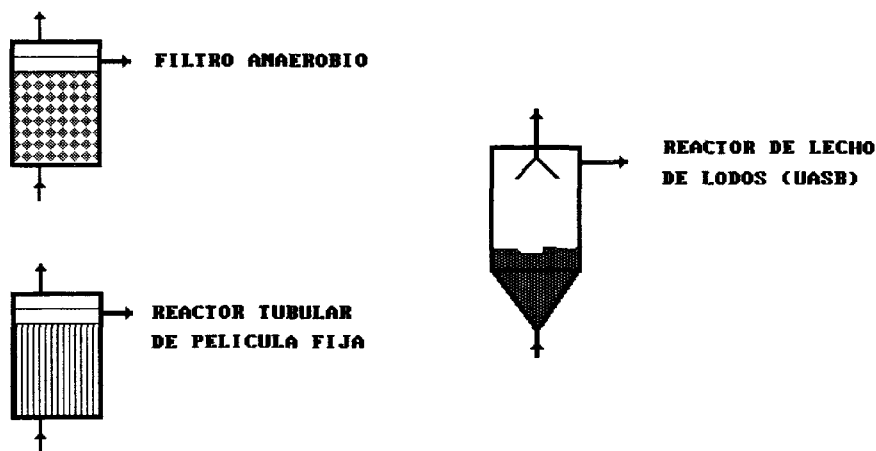 FILTRO ANAEROBIO
REACTOR TUBULAR
DE PELICULA FIJA
REACTOR DE LECHO
DE LODOS (UASB)